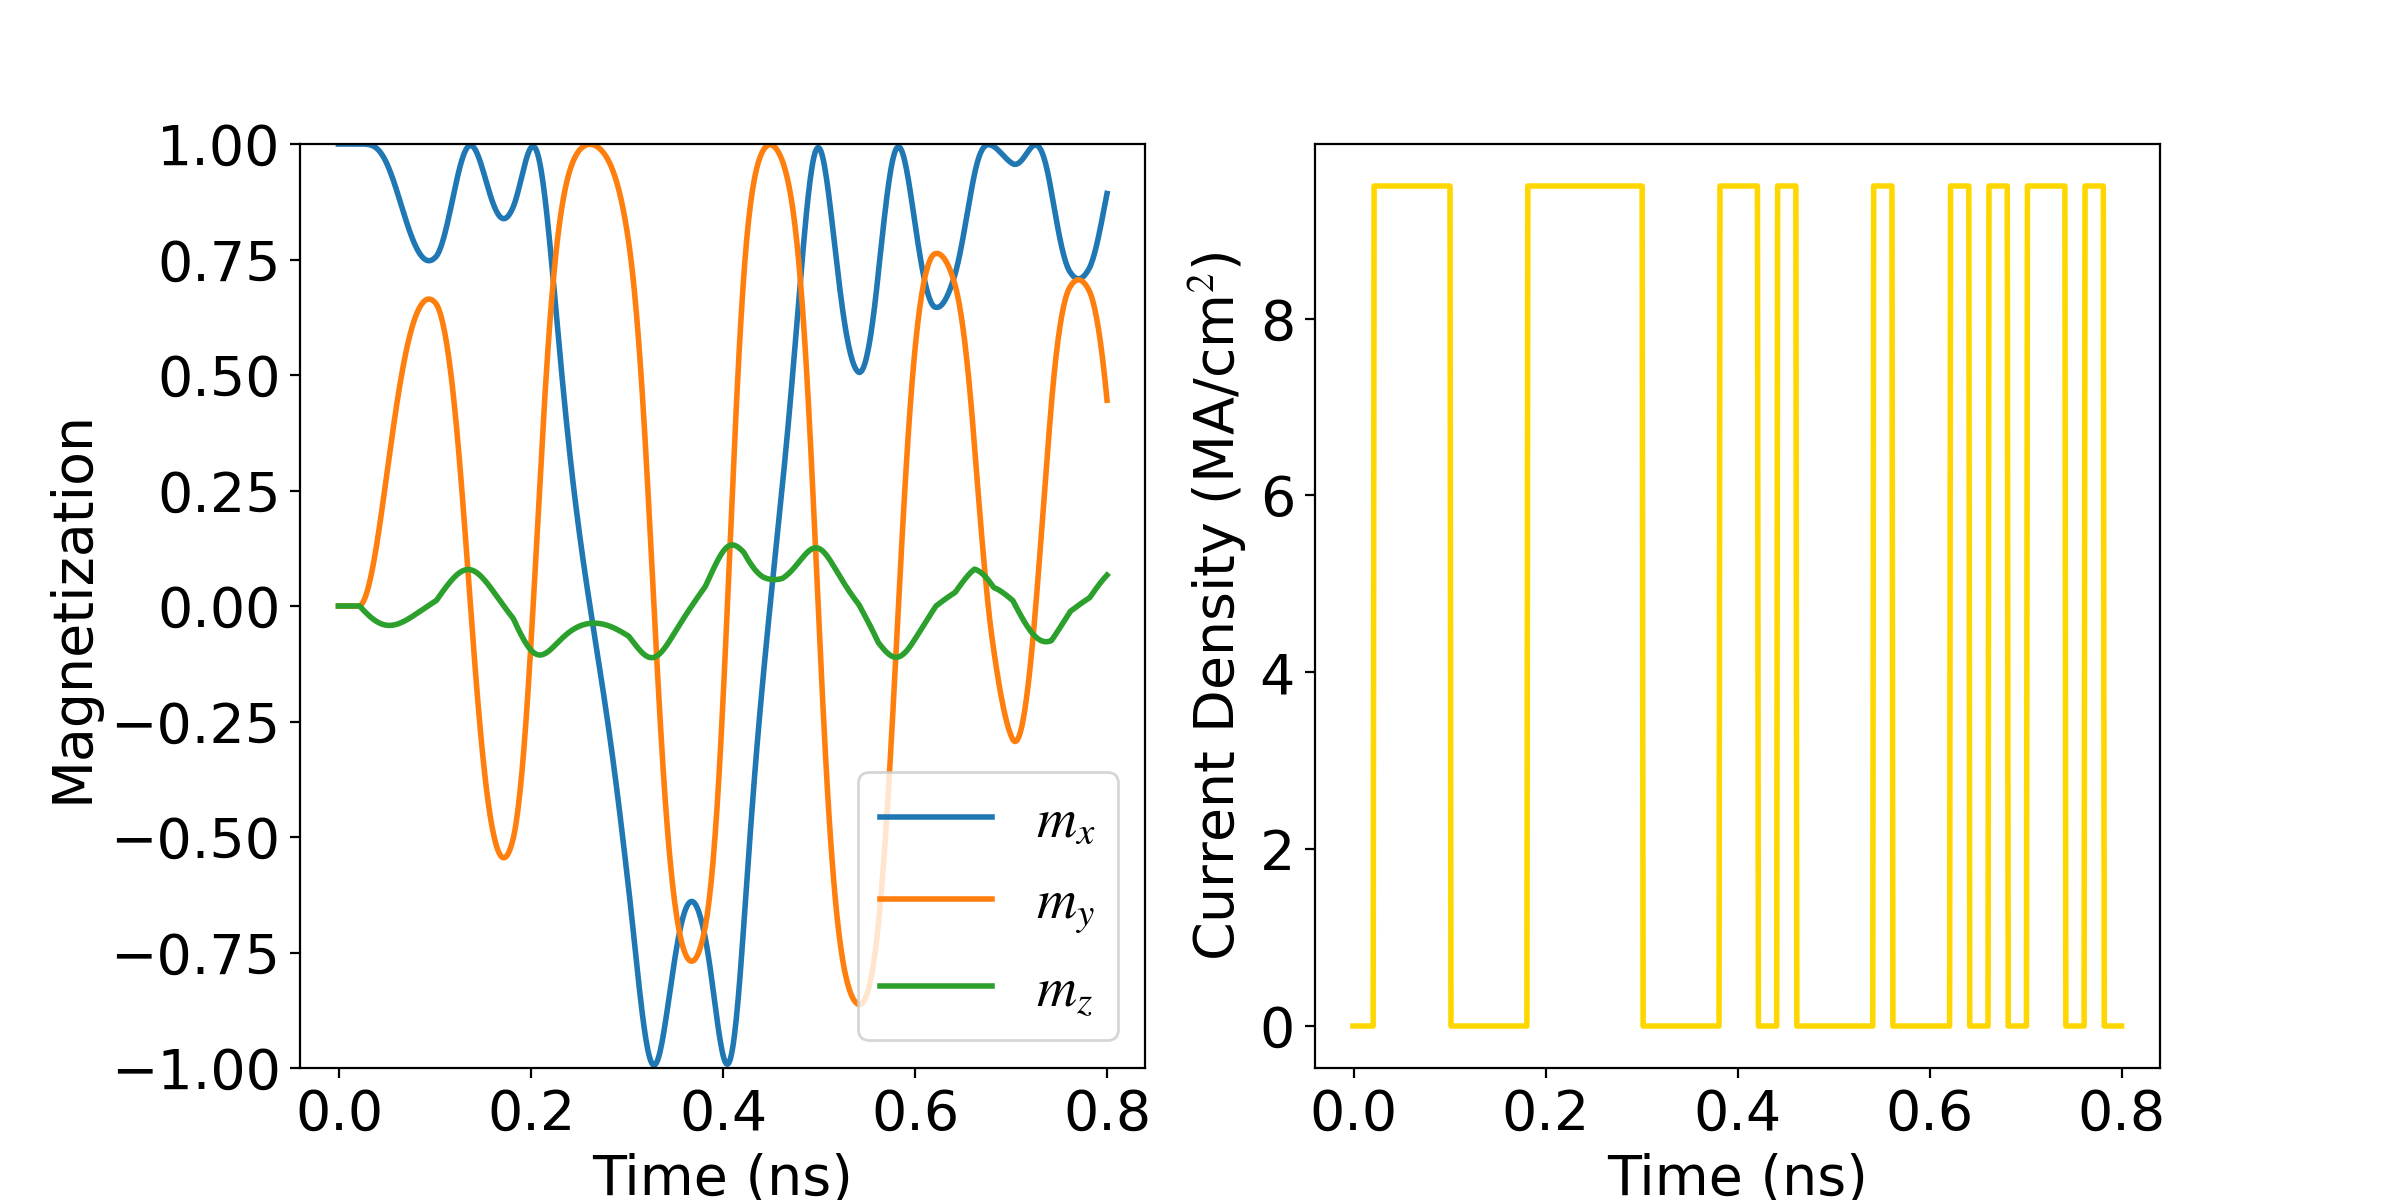 1.00
0.75
0.50
0.25
0.00
−0.25
−0.50
−0.75
−1.00
Magnetization
0.0 0.2 0.4 0.6 0.8
Time (ns)
m_x
m_y
m_z
8
6
4
2
0
Current Density (MA/cm²)
0.0 0.2 0.4 0.6 0.8
Time (ns)